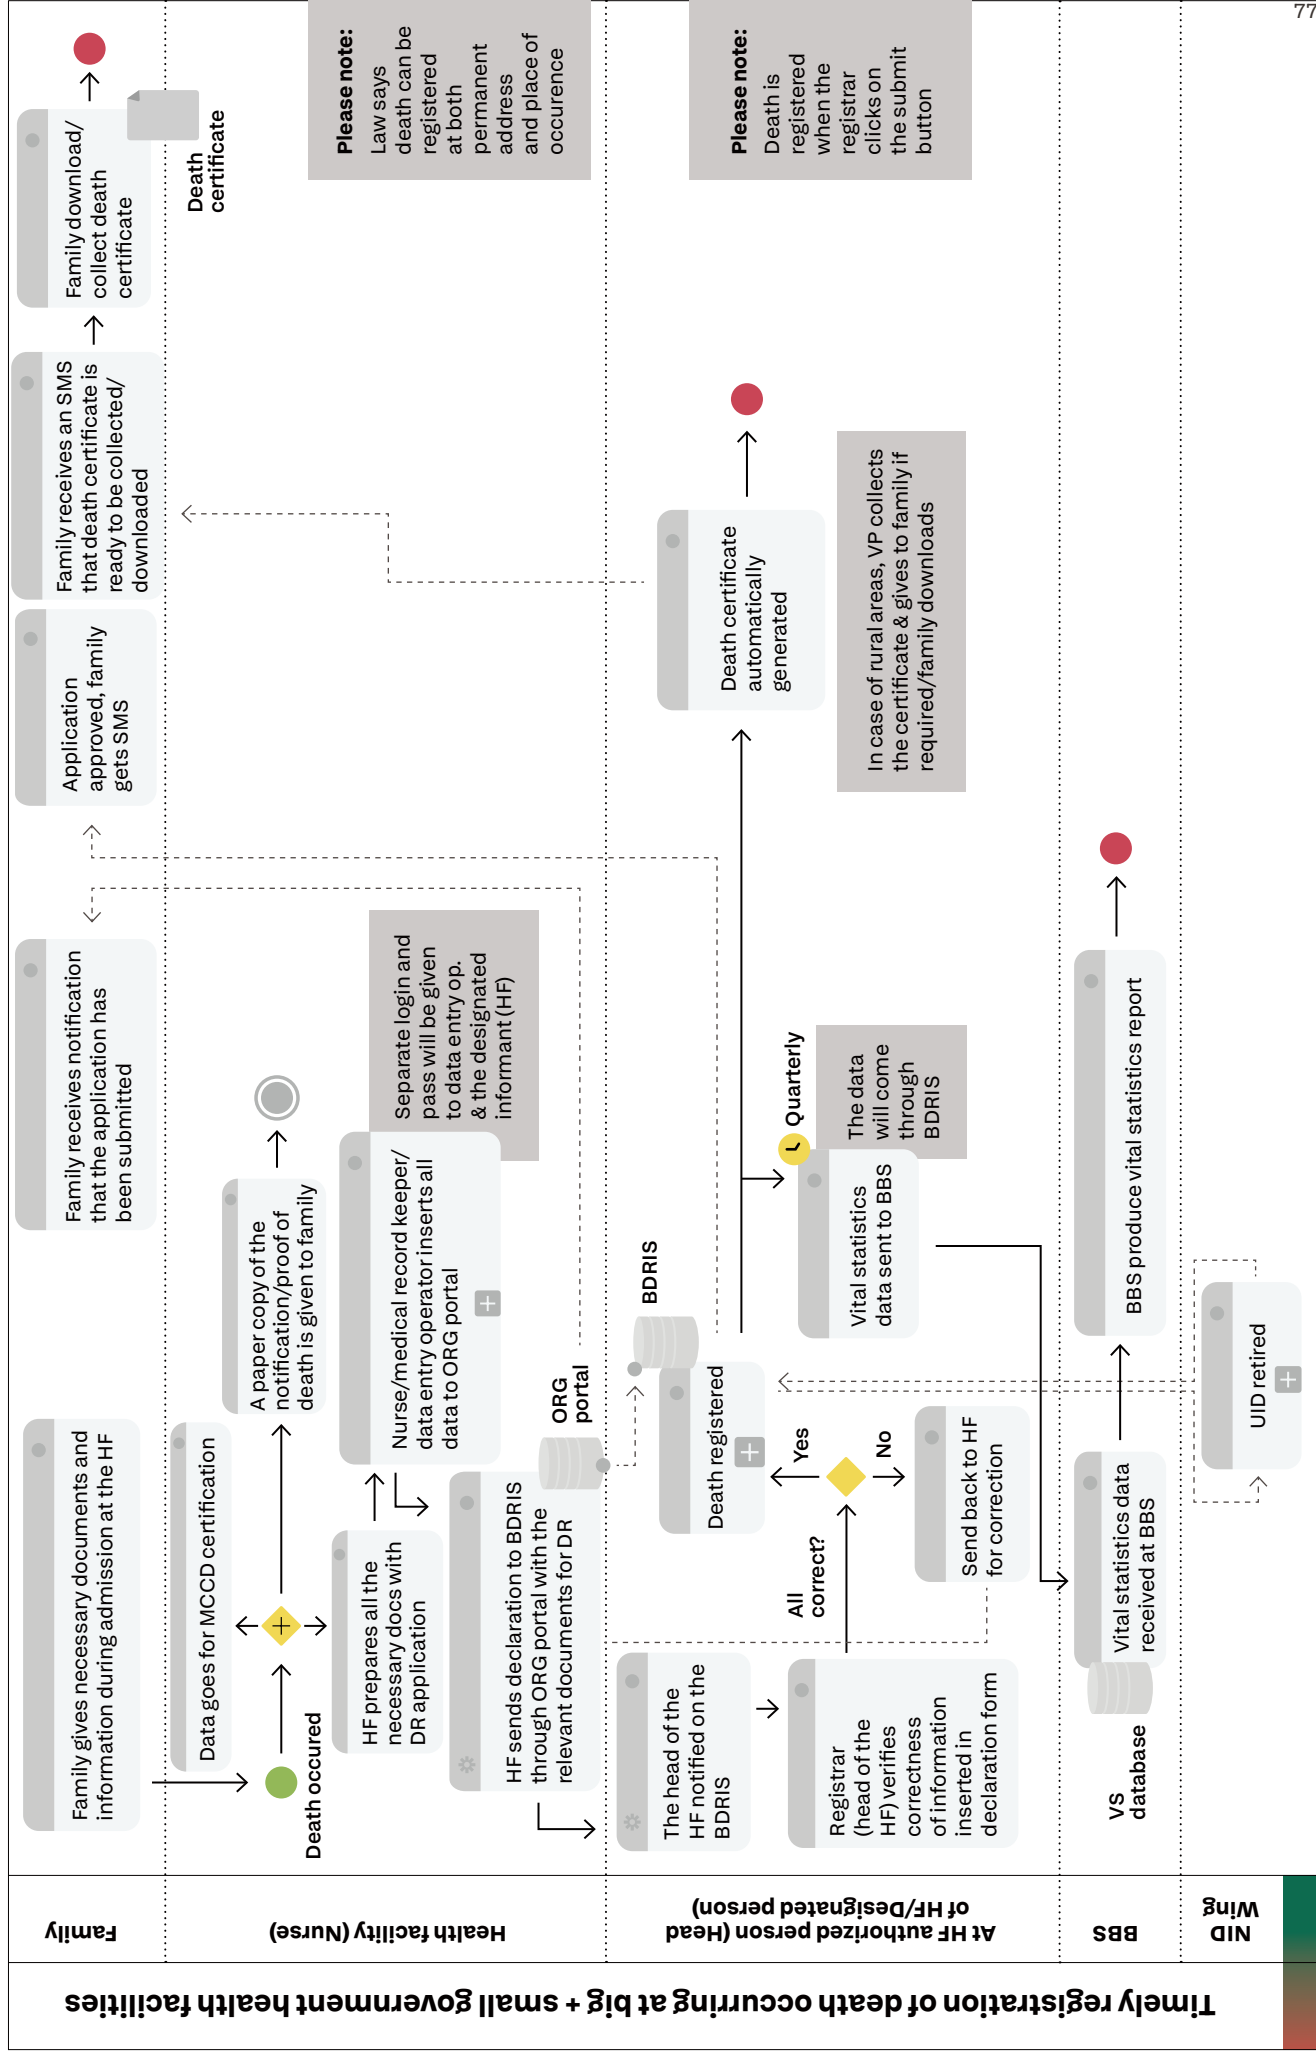 77
Timely registration of death occurring at big + small government health facilities
Family
Family gives necessary documents and
information during admission at the HF
Family receives notification
that the application has
been submitted
Application
approved, family
gets SMS
Family receives an SMS
that death certificate is
ready to be collected/
downloaded
Family download/
collect death
certificate
Death
certificate
Health facility (Nurse)
Death occured
Data goes for MCCD certification
A paper copy of the
notification/proof of
death is given to family
HF prepares all the
necessary docs with
DR application
Nurse/medical record keeper/
data entry operator inserts all
data to ORG portal
Separate login and
pass will be given
to data entry op.
& the designated
informant (HF)
HF sends declaration to BDRIS
through ORG portal with the
relevant documents for DR
ORG
portal
Please note:
Law says
death can be
registered
at both
permanent
address
and place of
occurence
At HF authorized person (Head
of HF/Designated person)
The head of the
HF notified on the
BDRIS
Registrar
(head of the
HF) verifies
correctness
of information
inserted in
declaration form
All
correct?
Yes
No
Death registered
BDRIS
Send back to HF
for correction
Quarterly
Vital statistics
data sent to BBS
The data
will come
through
BDRIS
Death certificate
automatically
generated
In case of rural areas, VP collects
the certificate & gives to family if
required/family downloads
Please note:
Death is
registered
when the
registrar
clicks on
the submit
button
BBS
VS
database
Vital statistics data
received at BBS
BBS produce vital statistics report
NID
Wing
UID retired